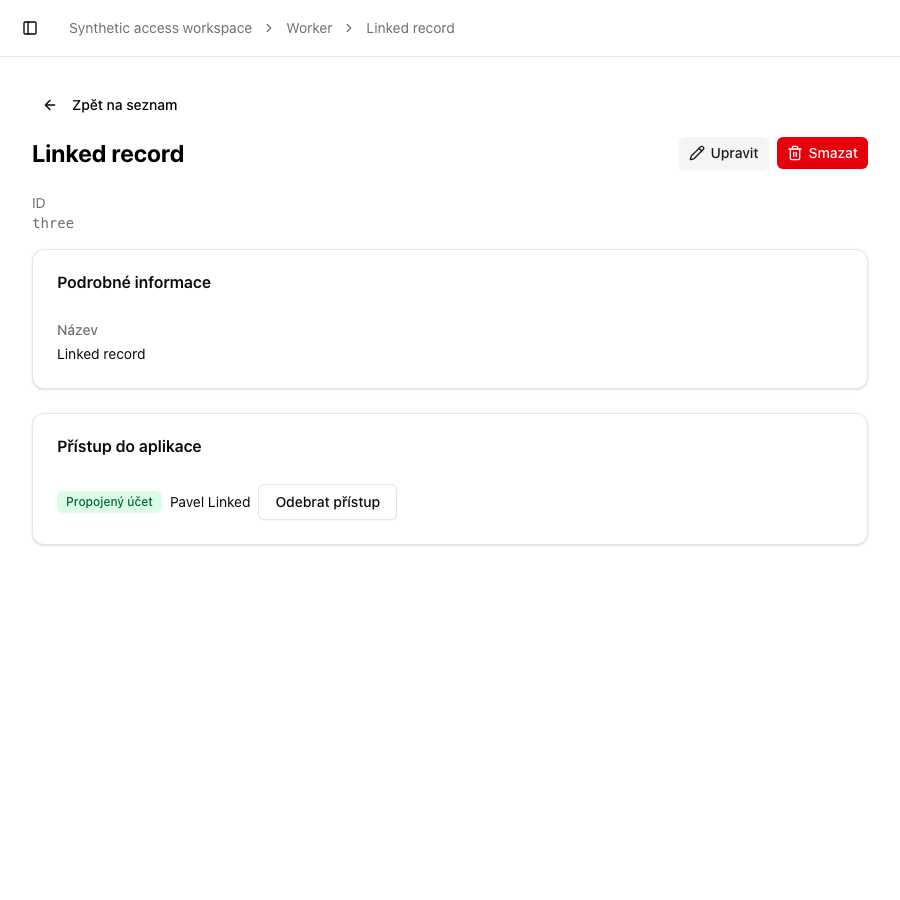 Synthetic access workspace > Worker > Linked record
Zpět na seznam
Linked record
Upravit
Smazat
ID
three
Podrobné informace
Název
Linked record
Přístup do aplikace
Propojený účet Pavel Linked Odebrat přístup